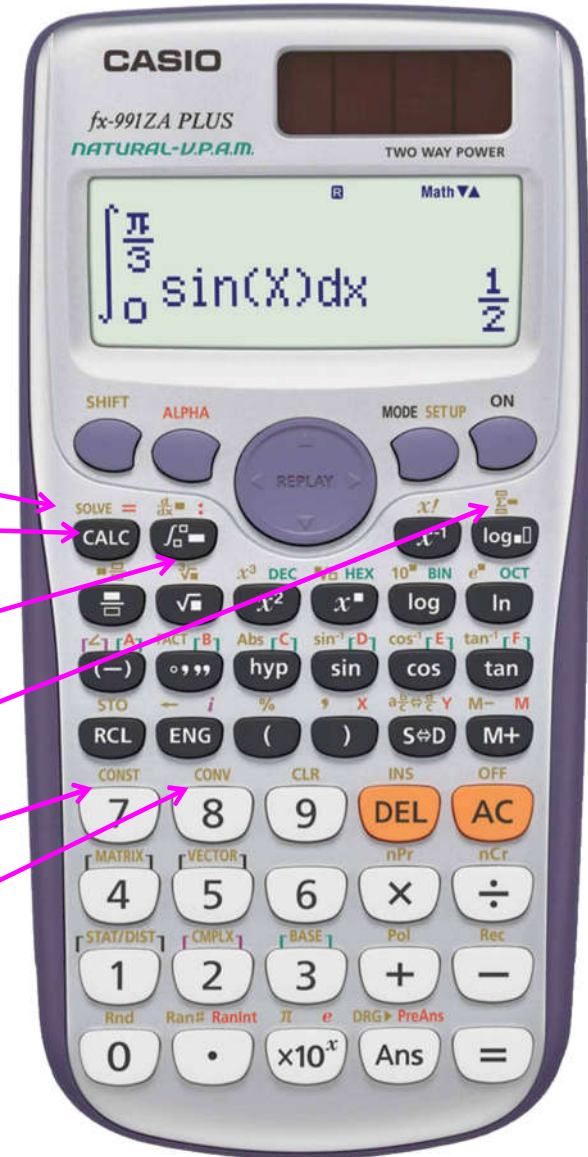 CASIO
fx-991ZA PLUS
NATURAL-V.P.A.M.
TWO WAY POWER
R Math▼▲
∫ π/3 0 sin(X)dx 1/2
SHIFT ALPHA MODE SETUP ON
REPLAY
SOLVE = d/dx : x! Σ
CALC ∫ x⁻¹ log
³√ x³ DEC HEX 10 BIN e OCT
√ x² x log ln
∠ A FACT B Abs C sin⁻¹ D cos⁻¹ E tan⁻¹ F
(−) °,,, hyp sin cos tan
STO ← i % , X a b/c⇔d/c Y M− M
RCL ENG ( ) S⇔D M+
CONST CONV CLR INS OFF
7 8 9 DEL AC
MATRIX VECTOR nPr nCr
4 5 6 × ÷
STAT/DIST CMPLX BASE Pol Rec
1 2 3 + −
Rnd Ran# RanInt π e DRG▶ PreAns
0 • ×10ˣ Ans =